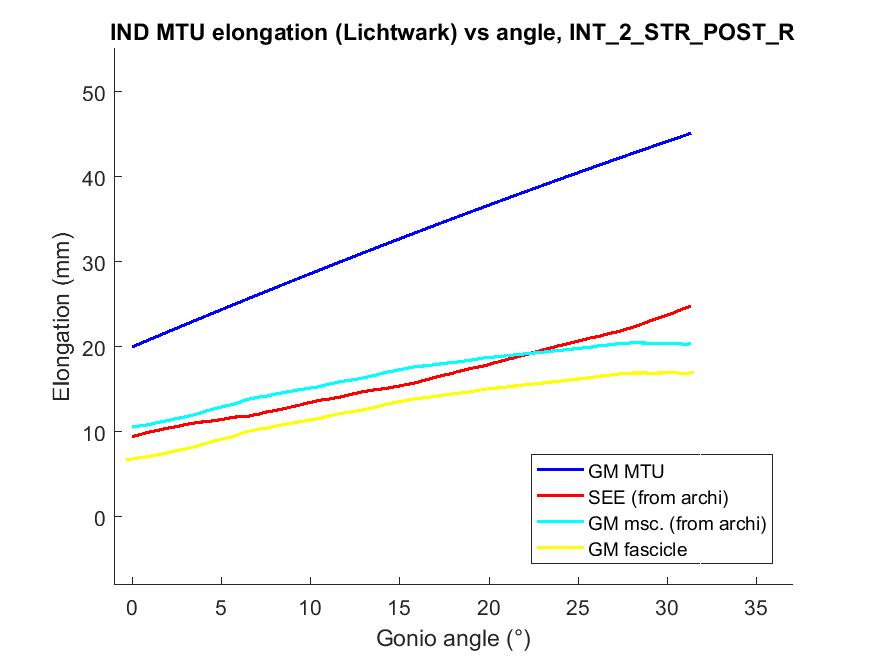 IND MTU elongation (Lichtwark) vs angle, INT_2_STR_POST_R
Elongation (mm)
50
40
30
20
10
0
0 5 10 15 20 25 30 35
Gonio angle (°)
GM MTU
SEE (from archi)
GM msc. (from archi)
GM fascicle